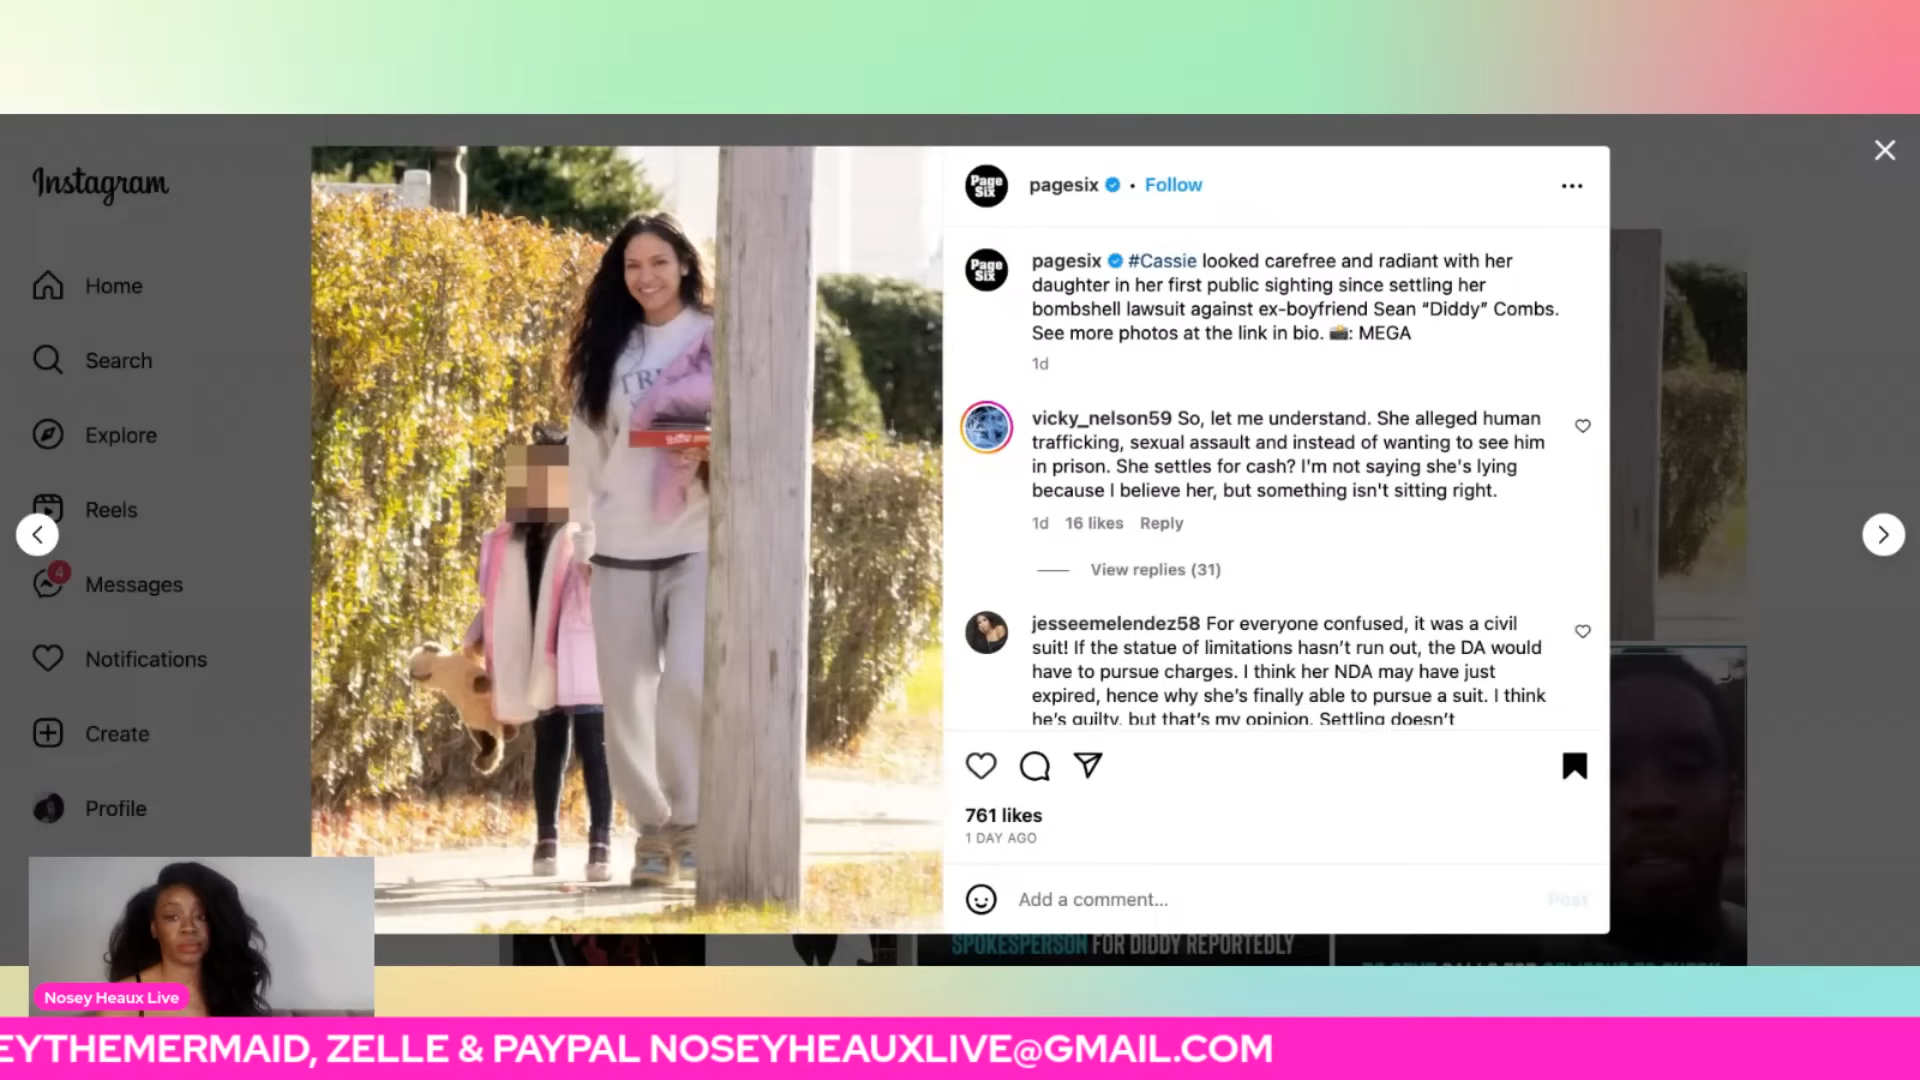 Instagram
Home
Search
Explore
Reels
4
Messages
Notifications
Create
Profile
TRI
Page
Six
pagesix • Follow
Page
Six
pagesix #Cassie looked carefree and radiant with her
daughter in her first public sighting since settling her
bombshell lawsuit against ex-boyfriend Sean “Diddy” Combs.
See more photos at the link in bio. 📸: MEGA
1d
vicky_nelson59 So, let me understand. She alleged human
trafficking, sexual assault and instead of wanting to see him
in prison. She settles for cash? I'm not saying she's lying
because I believe her, but something isn't sitting right.
1d 16 likes Reply
View replies (31)
jesseemelendez58 For everyone confused, it was a civil
suit! If the statue of limitations hasn’t run out, the DA would
have to pursue charges. I think her NDA may have just
expired, hence why she’s finally able to pursue a suit. I think
he’s guilty, but that’s my opinion. Settling doesn’t
761 likes
1 DAY AGO
Add a comment...
Post
SPOKESPERSON FOR DIDDY REPORTEDLY
Nosey Heaux Live
EYTHEMERMAID, ZELLE & PAYPAL NOSEYHEAUXLIVE@GMAIL.COM